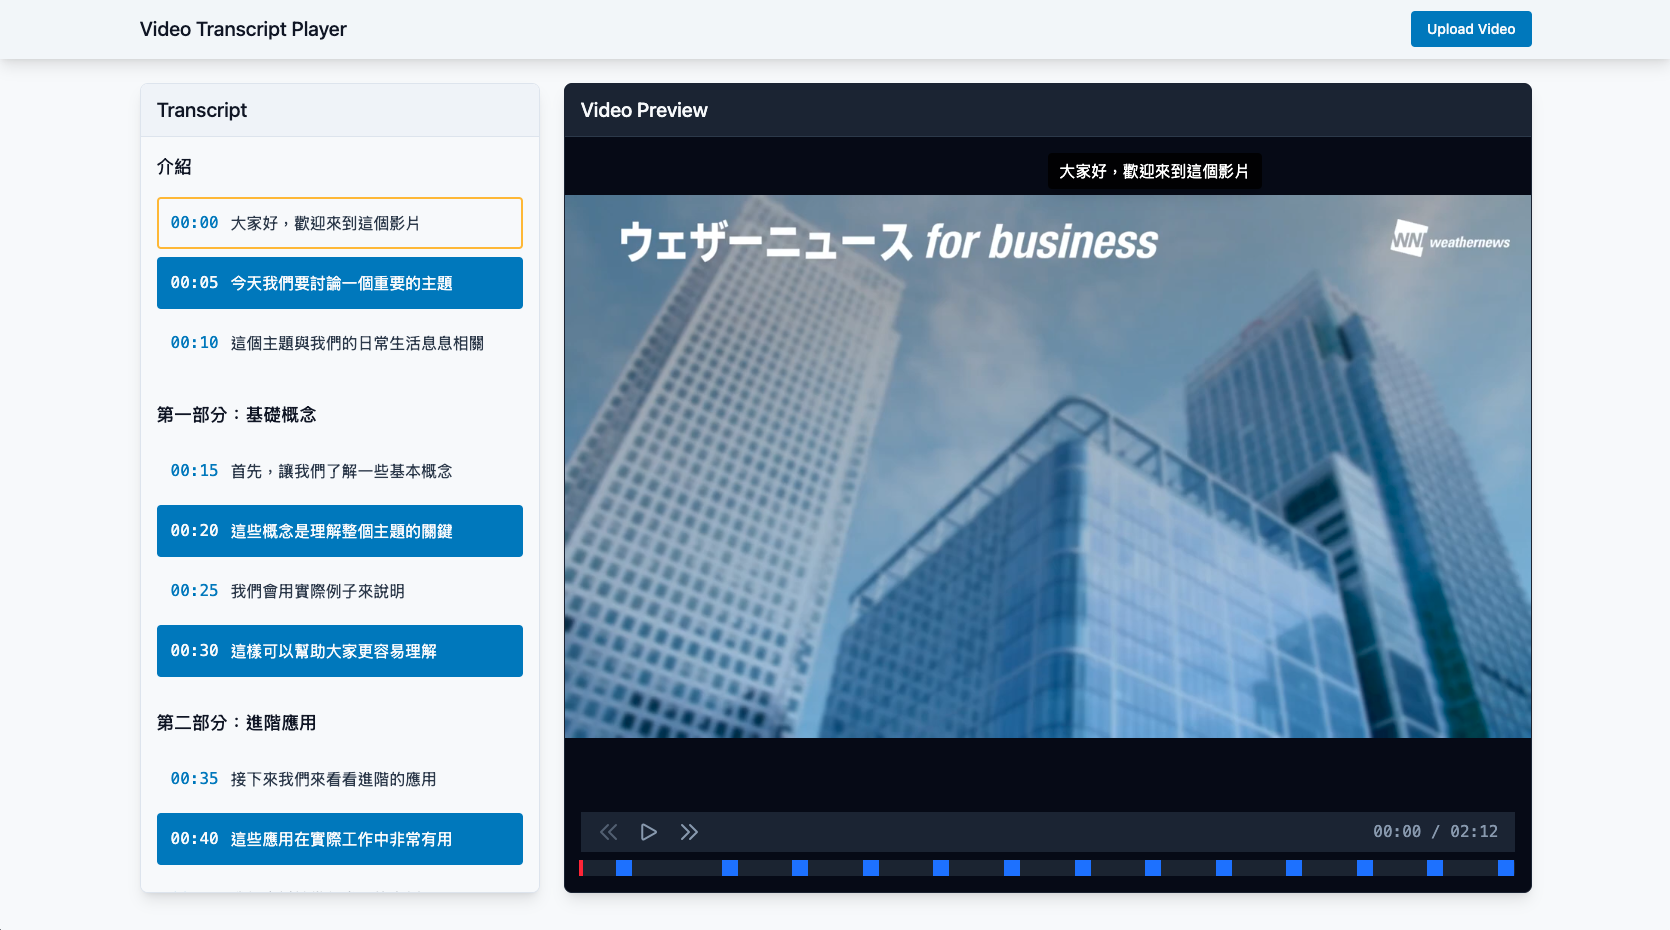 Video Transcript Player
Upload Video
Transcript
介紹
00:00 大家好，歡迎來到這個影片
00:05 今天我們要討論一個重要的主題
00:10 這個主題與我們的日常生活息息相關
第一部分：基礎概念
00:15 首先，讓我們了解一些基本概念
00:20 這些概念是理解整個主題的關鍵
00:25 我們會用實際例子來說明
00:30 這樣可以幫助大家更容易理解
第二部分：進階應用
00:35 接下來我們來看看進階的應用
00:40 這些應用在實際工作中非常有用
Video Preview
大家好，歡迎來到這個影片
ウェザーニュース for business
WN weathernews
00:00 / 02:12